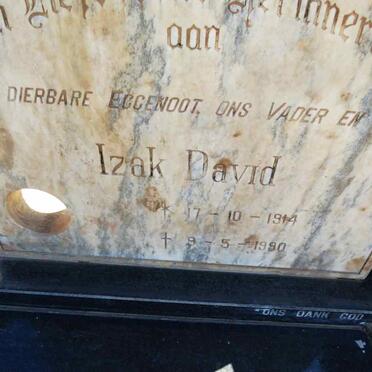 aan
DIERBARE EGGENOOT, ONS VADER EN
Izak David
* 17-10-1914
† 9-5-1990
ONS DANK GOD